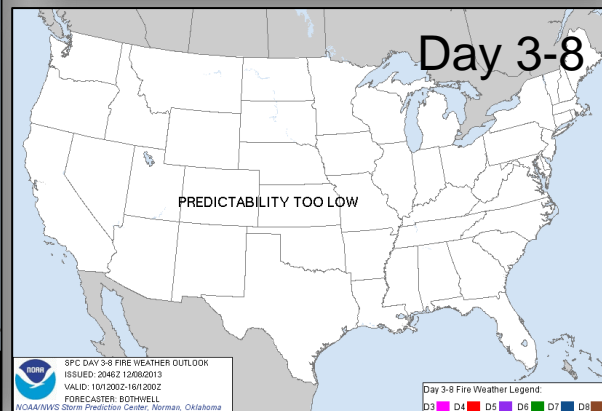 Day 3-8
PREDICTABILITY TOO LOW
NOAA
SPC DAY 3-8 FIRE WEATHER OUTLOOK
ISSUED: 2046Z 12/08/2013
VALID: 10/1200Z-16/1200Z
FORECASTER: BOTHWELL
NOAA/NWS Storm Prediction Center, Norman, Oklahoma
Day 3-8 Fire Weather Legend:
D3 D4 D5 D6 D7 D8